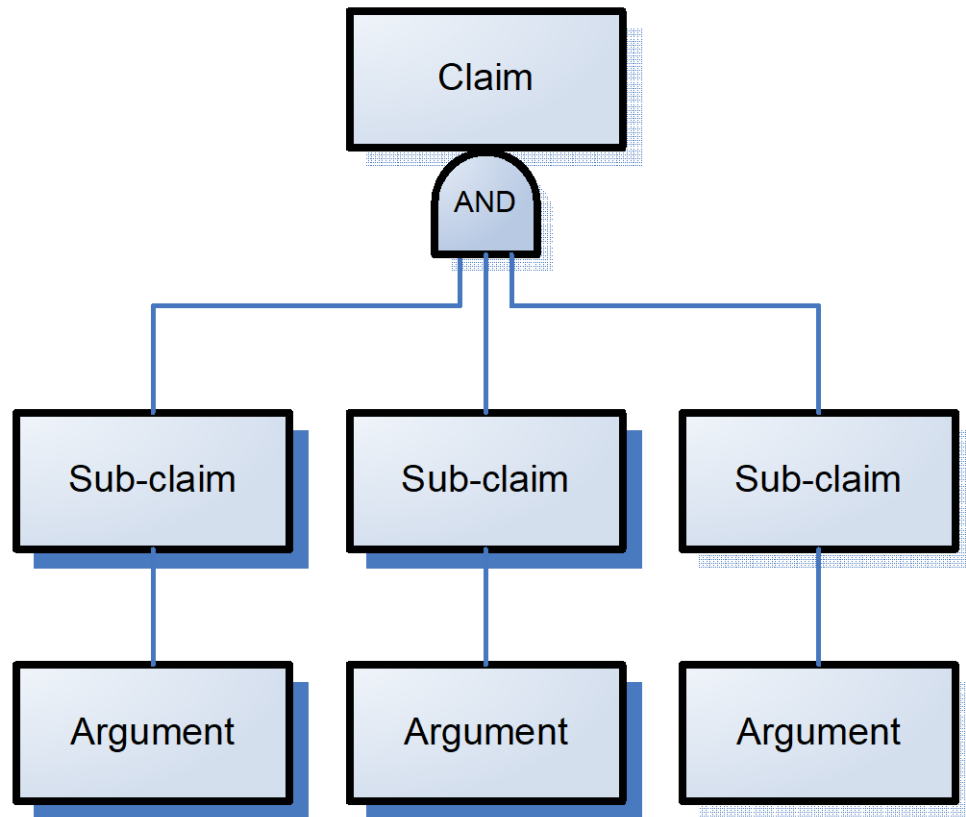 Claim
AND
Sub-claim
Sub-claim
Sub-claim
Argument
Argument
Argument